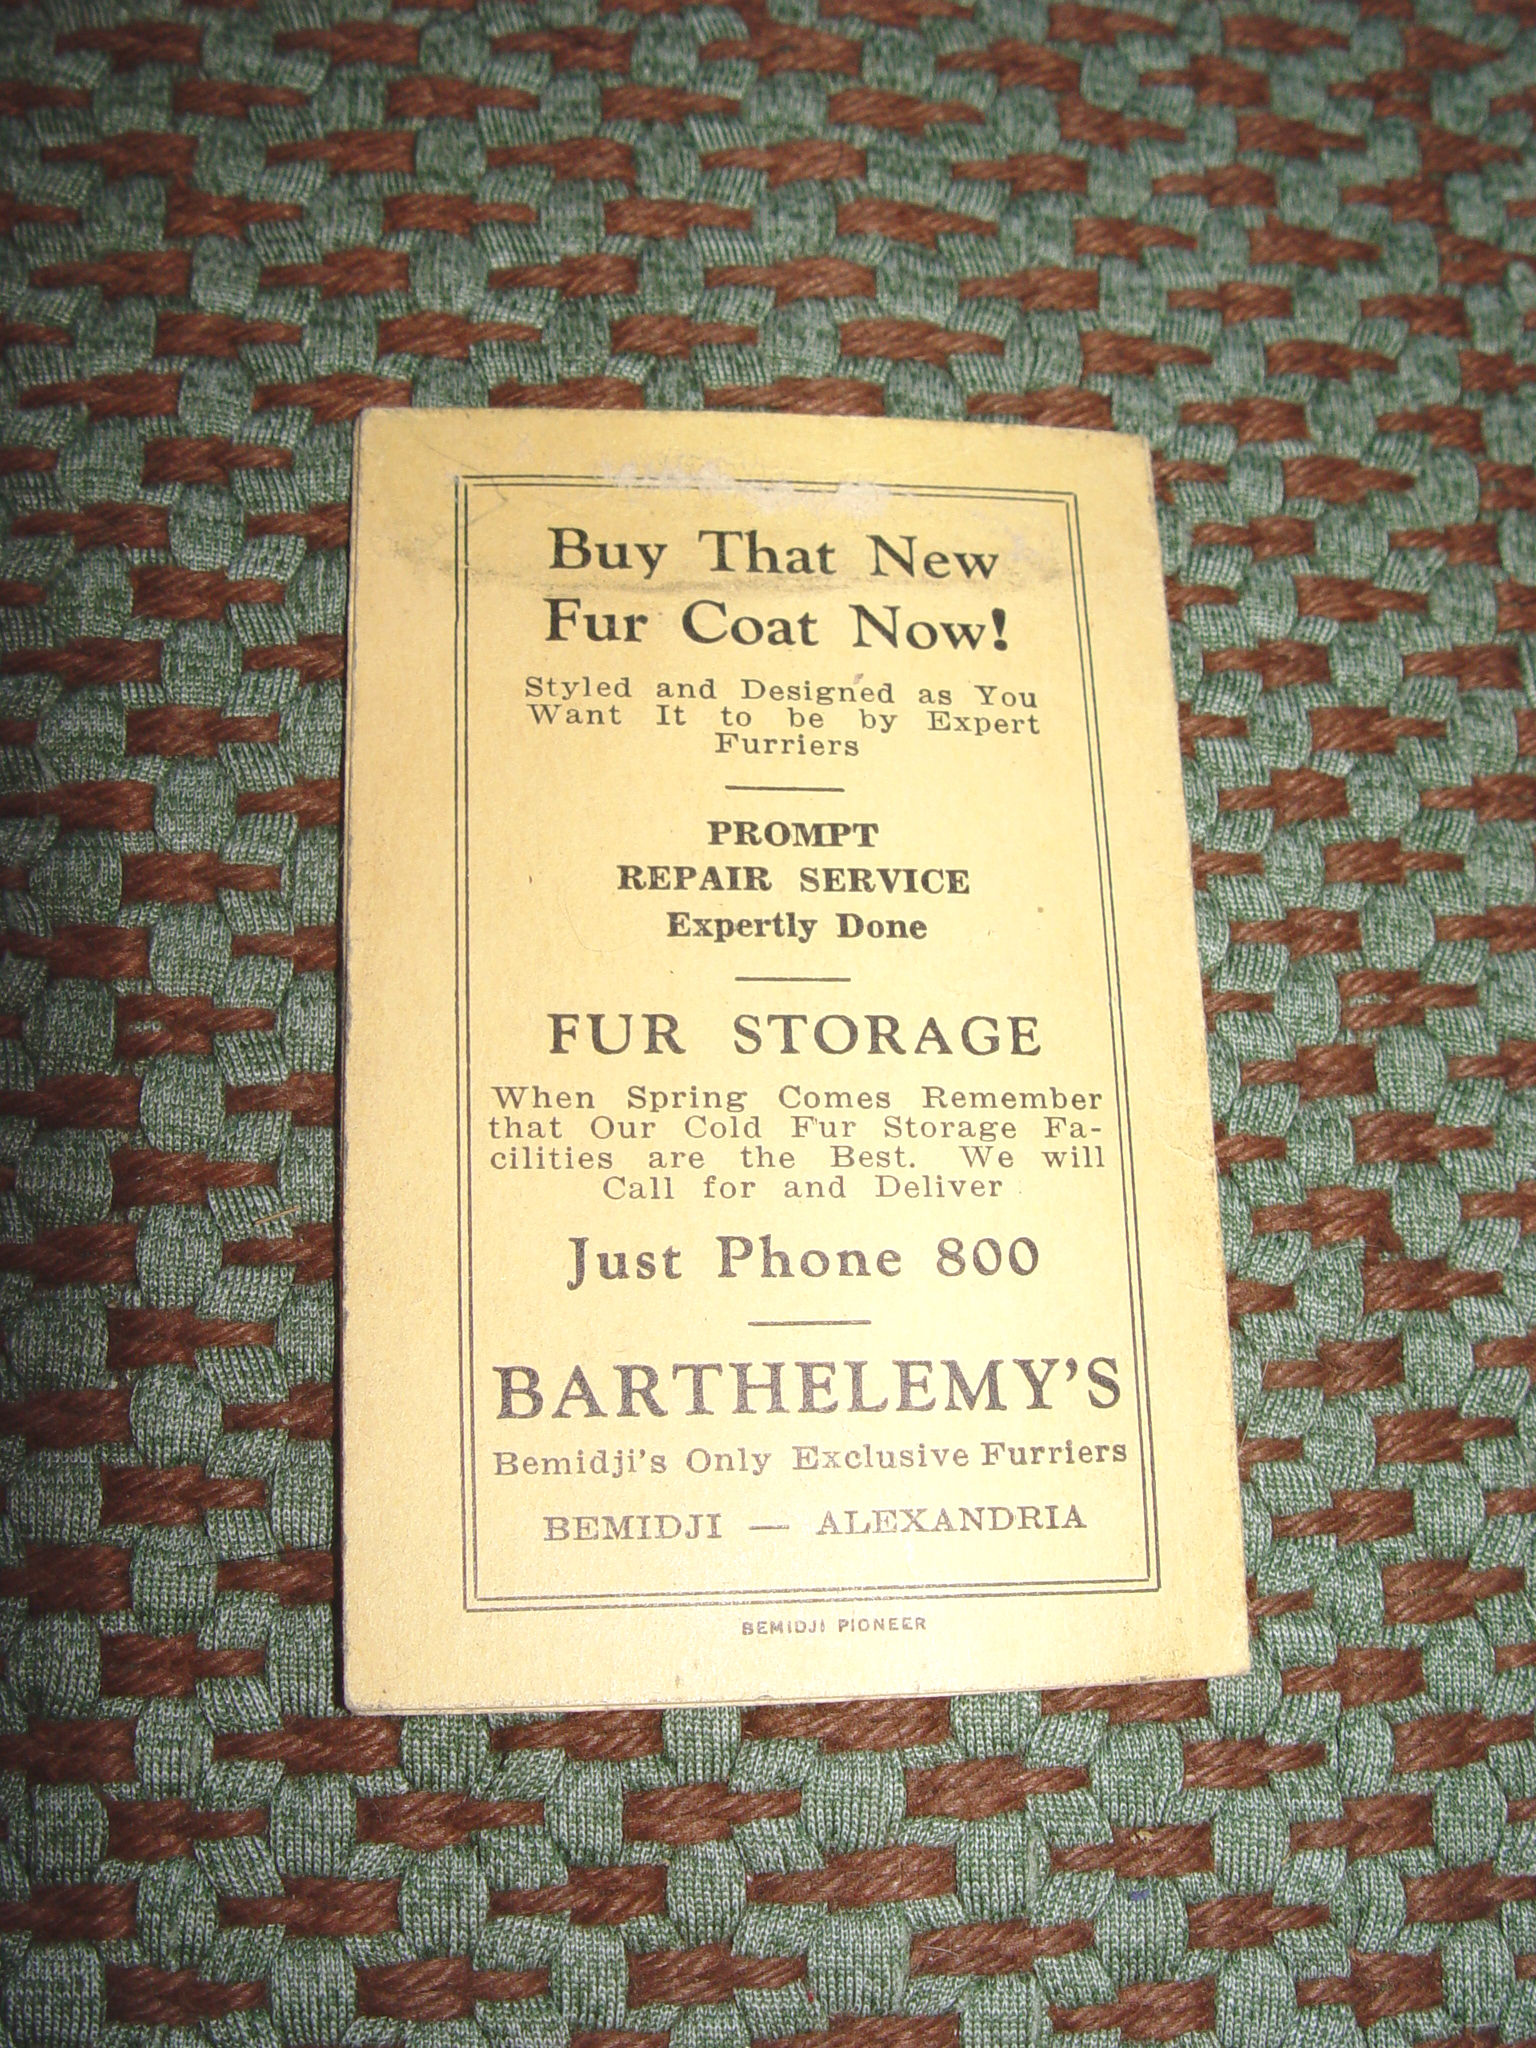 Buy That New
Fur Coat Now!
Styled and Designed as You
Want It to be by Expert
Furriers
PROMPT
REPAIR SERVICE
Expertly Done
FUR STORAGE
When Spring Comes Remember
that Our Cold Fur Storage Fa-
cilities are the Best. We will
Call for and Deliver
Just Phone 800
BARTHELEMY'S
Bemidji's Only Exclusive Furriers
BEMIDJI — ALEXANDRIA
BEMIDJI PIONEER